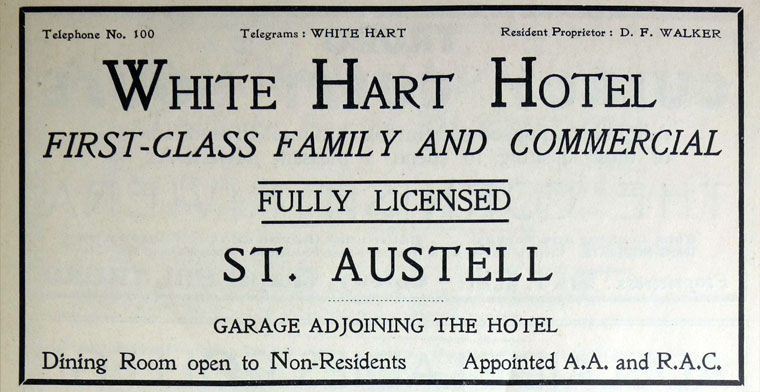 Telephone No. 100 Telegrams : WHITE HART Resident Proprietor : D. F. WALKER
WHITE HART HOTEL
FIRST-CLASS FAMILY AND COMMERCIAL
FULLY LICENSED
ST. AUSTELL
GARAGE ADJOINING THE HOTEL
Dining Room open to Non-Residents Appointed A.A. and R.A.C.